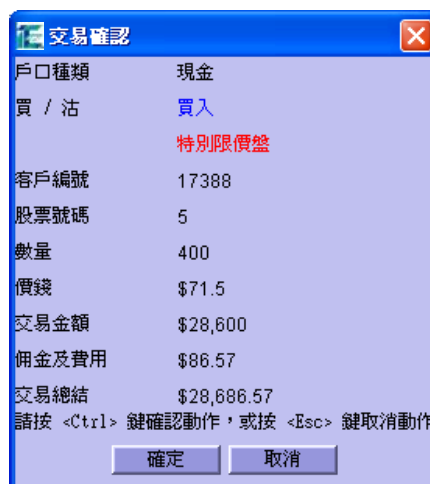 交易確認
戶口種類 現金
買 / 沽 買入
特別限價盤
客戶編號 17388
股票號碼 5
數量 400
價錢 $71.5
交易金額 $28,600
佣金及費用 $86.57
交易總結 $28,686.57
請按 <Ctrl> 鍵確認動作，或按 <Esc> 鍵取消動作
確定 取消